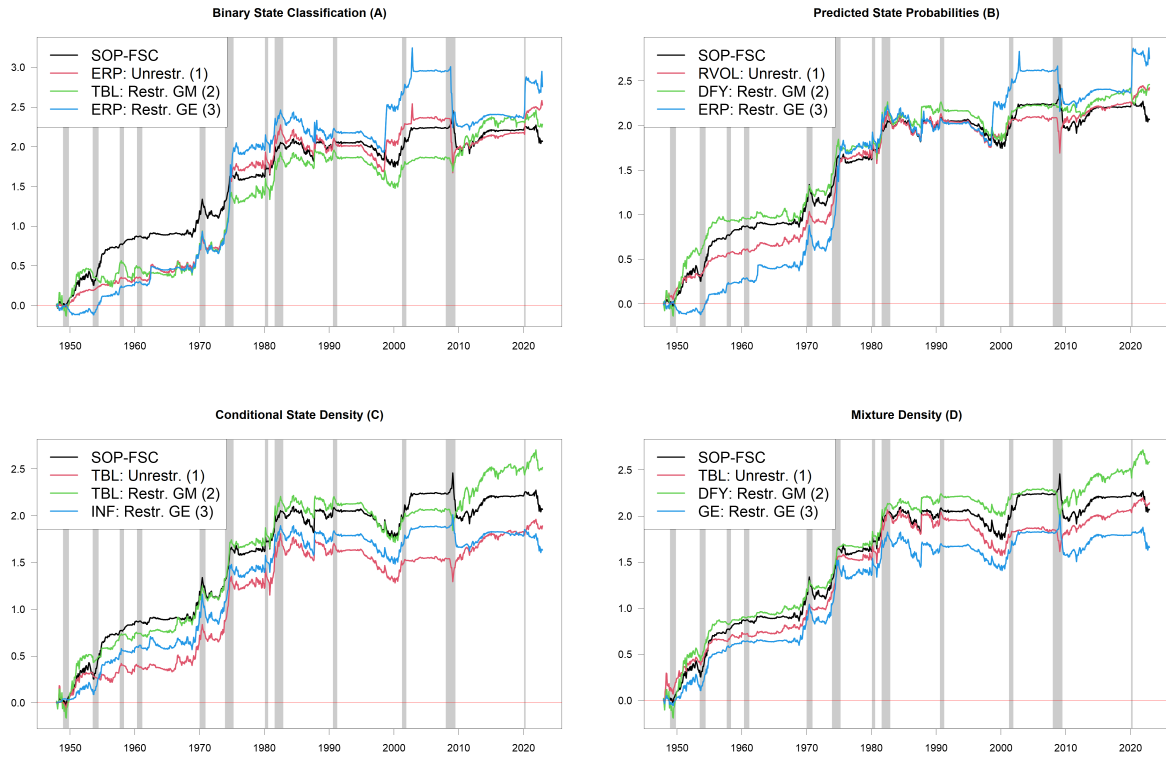 Binary State Classification (A)
SOP-FSC
ERP: Unrestr. (1)
TBL: Restr. GM (2)
ERP: Restr. GE (3)
3.0
2.5
2.0
1.5
1.0
0.5
0.0
1950 1960 1970 1980 1990 2000 2010 2020
Predicted State Probabilities (B)
SOP-FSC
RVOL: Unrestr. (1)
DFY: Restr. GM (2)
ERP: Restr. GE (3)
2.5
2.0
1.5
1.0
0.5
0.0
1950 1960 1970 1980 1990 2000 2010 2020
Conditional State Density (C)
SOP-FSC
TBL: Unrestr. (1)
TBL: Restr. GM (2)
INF: Restr. GE (3)
2.5
2.0
1.5
1.0
0.5
0.0
1950 1960 1970 1980 1990 2000 2010 2020
Mixture Density (D)
SOP-FSC
TBL: Unrestr. (1)
DFY: Restr. GM (2)
GE: Restr. GE (3)
2.5
2.0
1.5
1.0
0.5
0.0
1950 1960 1970 1980 1990 2000 2010 2020